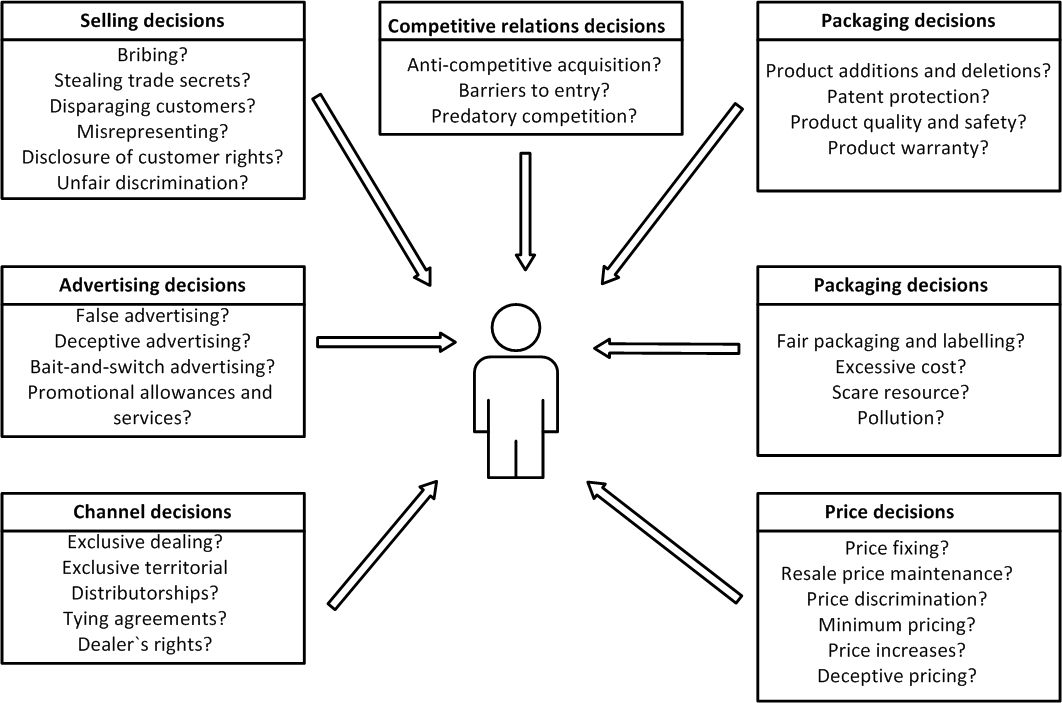 Selling decisions
Bribing?
Stealing trade secrets?
Disparaging customers?
Misrepresenting?
Disclosure of customer rights?
Unfair discrimination?
Competitive relations decisions
Anti-competitive acquisition?
Barriers to entry?
Predatory competition?
Packaging decisions
Product additions and deletions?
Patent protection?
Product quality and safety?
Product warranty?
Advertising decisions
False advertising?
Deceptive advertising?
Bait-and-switch advertising?
Promotional allowances and
services?
Packaging decisions
Fair packaging and labelling?
Excessive cost?
Scare resource?
Pollution?
Channel decisions
Exclusive dealing?
Exclusive territorial
Distributorships?
Tying agreements?
Dealer`s rights?
Price decisions
Price fixing?
Resale price maintenance?
Price discrimination?
Minimum pricing?
Price increases?
Deceptive pricing?